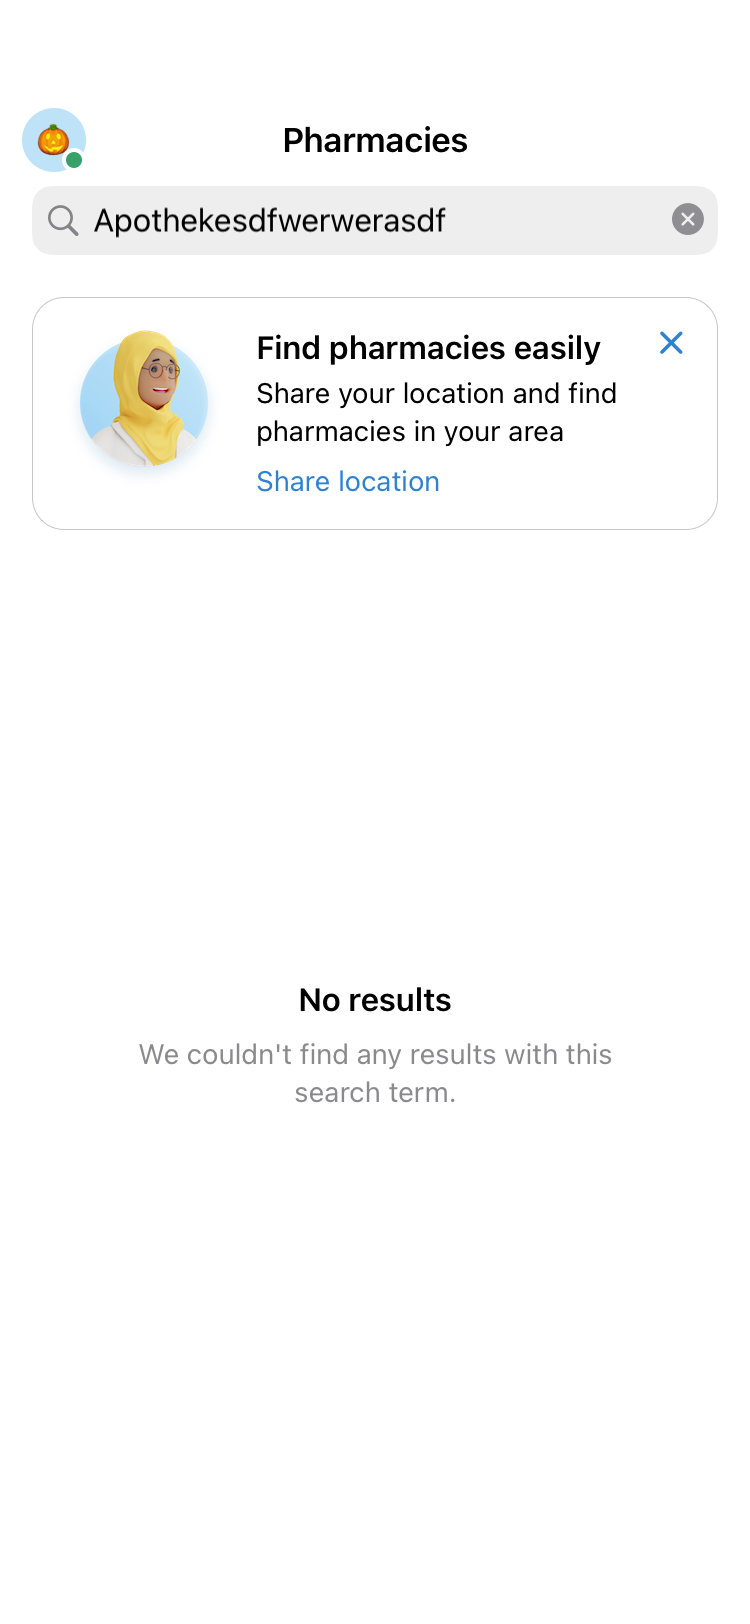 Pharmacies
Apothekesdfwerwerasdf
Find pharmacies easily
Share your location and find
pharmacies in your area
Share location
No results
We couldn't find any results with this
search term.